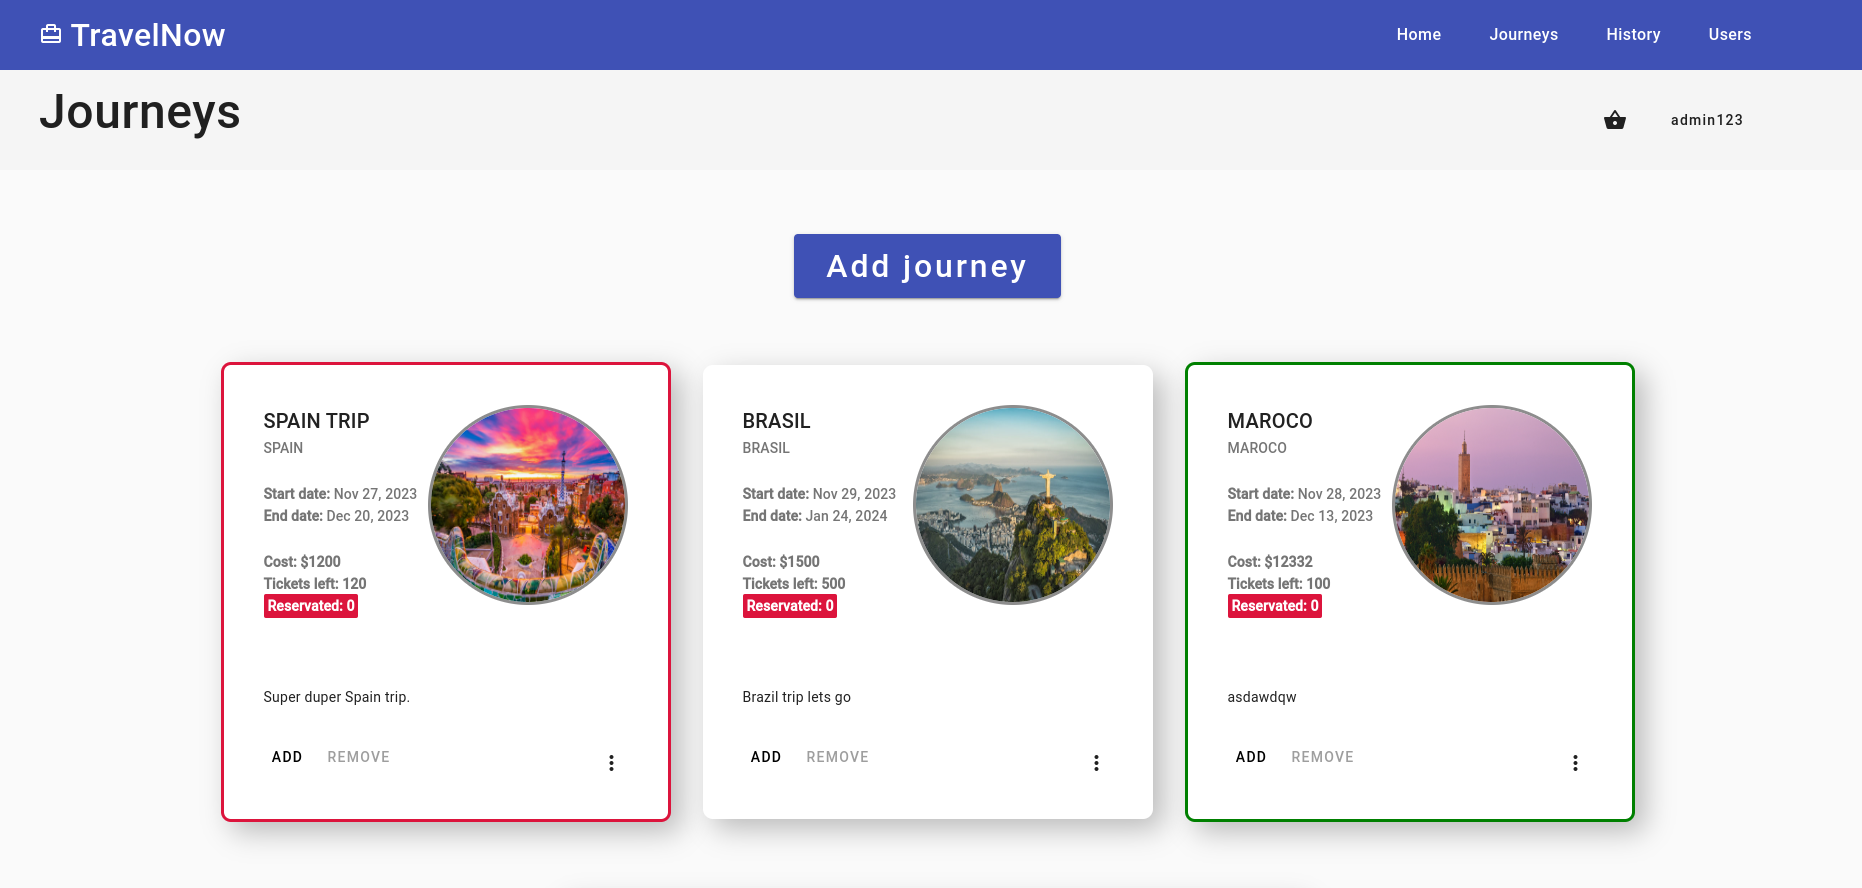 TravelNow
Home
Journeys
History
Users
Journeys
admin123
Add journey
SPAIN TRIP
SPAIN
Start date: Nov 27, 2023
End date: Dec 20, 2023
Cost: $1200
Tickets left: 120
Reservated: 0
Super duper Spain trip.
ADD
REMOVE
BRASIL
BRASIL
Start date: Nov 29, 2023
End date: Jan 24, 2024
Cost: $1500
Tickets left: 500
Reservated: 0
Brazil trip lets go
ADD
REMOVE
MAROCO
MAROCO
Start date: Nov 28, 2023
End date: Dec 13, 2023
Cost: $12332
Tickets left: 100
Reservated: 0
asdawdqw
ADD
REMOVE